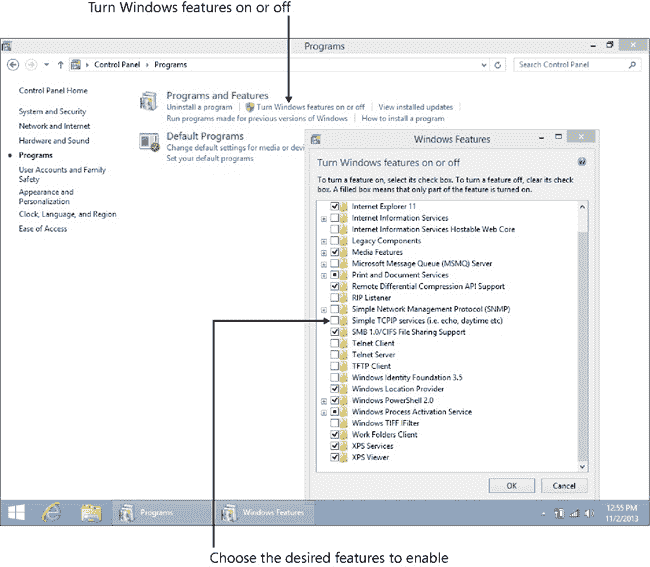 Turn Windows features on or off
Programs
Control Panel
Programs
Search Control Panel
Control Panel Home
System and Security
Network and Internet
Hardware and Sound
Programs
User Accounts and Family
Safety
Appearance and
Personalization
Clock, Language, and Region
Ease of Access
Programs and Features
Uninstall a program Turn Windows features on or off View installed updates
Run programs made for previous versions of Windows How to install a program
Default Programs
Change default settings for media or devi
Set your default programs
Windows Features
Turn Windows features on or off
To turn a feature on, select its check box. To turn a feature off, clear its check
box. A filled box means that only part of the feature is turned on.
Internet Explorer 11
Internet Information Services
Internet Information Services Hostable Web Core
Legacy Components
Media Features
Microsoft Message Queue (MSMQ) Server
Print and Document Services
Remote Differential Compression API Support
RIP Listener
Simple Network Management Protocol (SNMP)
Simple TCPIP services (i.e. echo, daytime etc)
SMB 1.0/CIFS File Sharing Support
Telnet Client
Telnet Server
TFTP Client
Windows Identity Foundation 3.5
Windows Location Provider
Windows PowerShell 2.0
Windows Process Activation Service
Windows TIFF IFilter
Work Folders Client
XPS Services
XPS Viewer
OK Cancel
Programs
Windows Features
12:55 PM
11/2/2013
Choose the desired features to enable